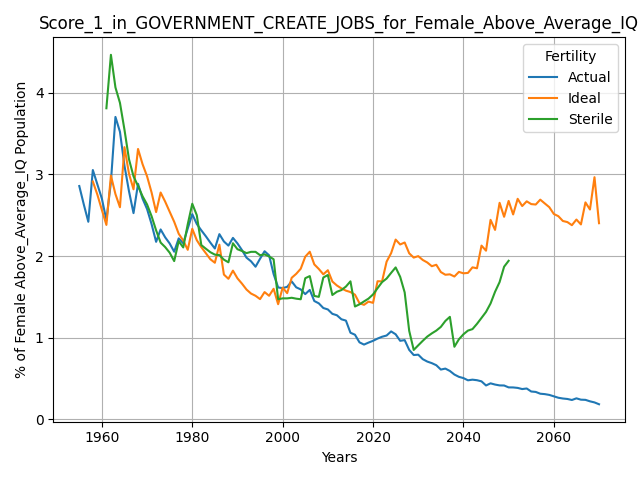 Score_1_in_GOVERNMENT_CREATE_JOBS_for_Female_Above_Average_IQ
% of Female Above_Average_IQ Population
4
3
2
1
0
Fertility
Actual
Ideal
Sterile
1960 1980 2000 2020 2040 2060
Years